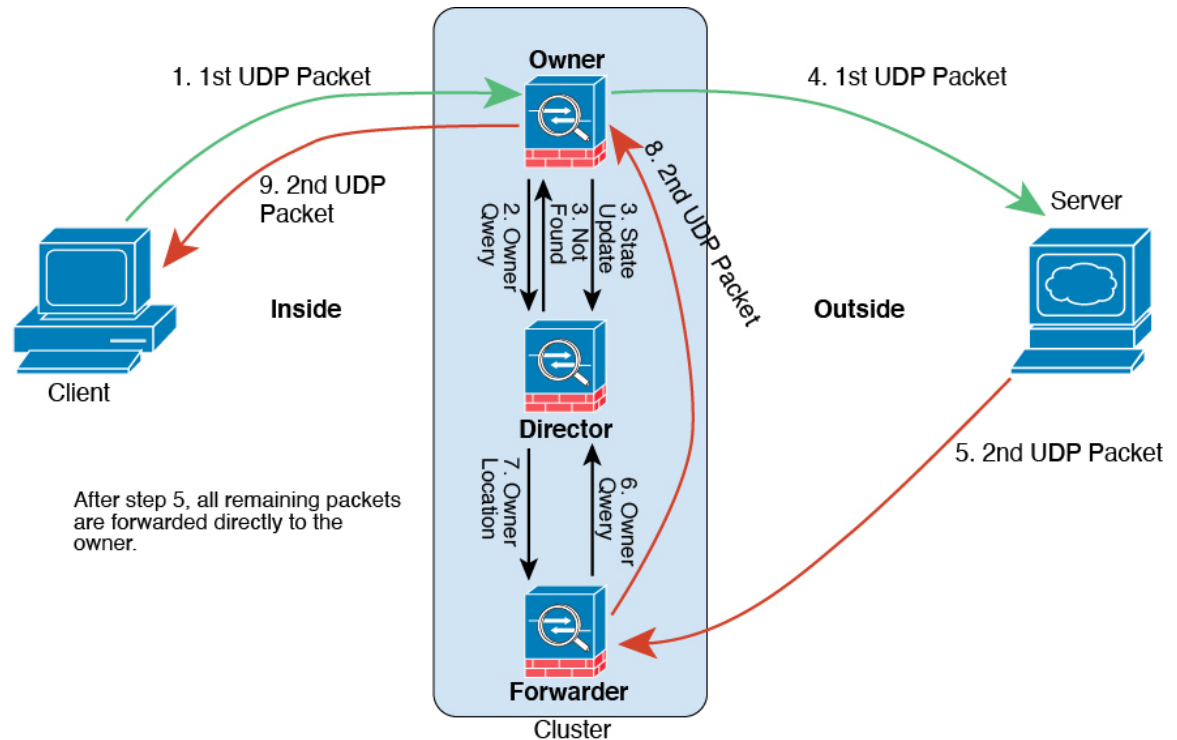 Owner
1. 1st UDP Packet
4. 1st UDP Packet
9. 2nd UDP
Packet
2. Owner
Qwery
3. Not
Found
3. State
Update
8. 2nd UDP Packet
Server
Inside
Outside
Client
Director
5. 2nd UDP Packet
7. Owner
Location
6. Owner
Qwery
After step 5, all remaining packets
are forwarded directly to the
owner.
Forwarder
Cluster